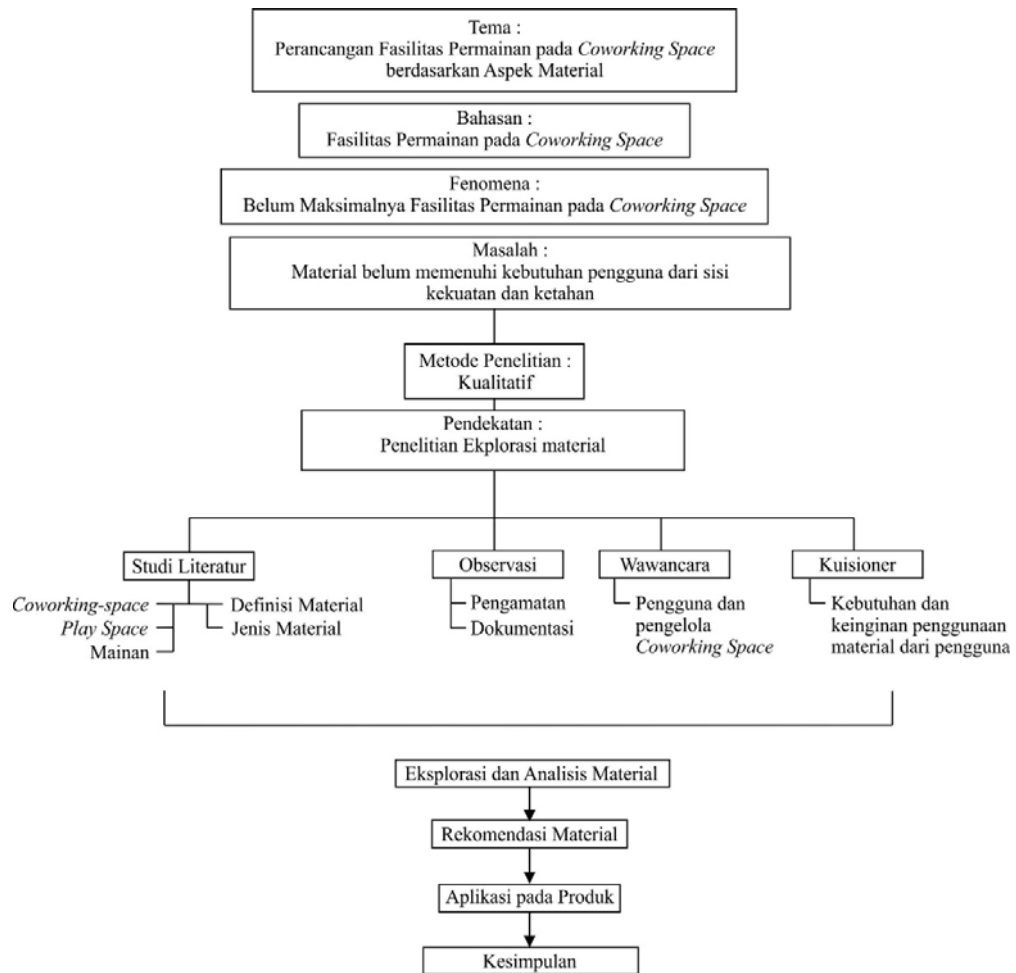 Tema :
Perancangan Fasilitas Permainan pada Coworking Space
berdasarkan Aspek Material
Bahasan :
Fasilitas Permainan pada Coworking Space
Fenomena :
Belum Maksimalnya Fasilitas Permainan pada Coworking Space
Masalah :
Material belum memenuhi kebutuhan pengguna dari sisi
kekuatan dan ketahan
Metode Penelitian :
Kualitatif
Pendekatan :
Penelitian Ekplorasi material
Studi Literatur
Coworking-space
Play Space
Mainan
Definisi Material
Jenis Material
Observasi
Pengamatan
Dokumentasi
Wawancara
Pengguna dan
pengelola
Coworking Space
Kuisioner
Kebutuhan dan
keinginan penggunaan
material dari pengguna
Eksplorasi dan Analisis Material
Rekomendasi Material
Aplikasi pada Produk
Kesimpulan